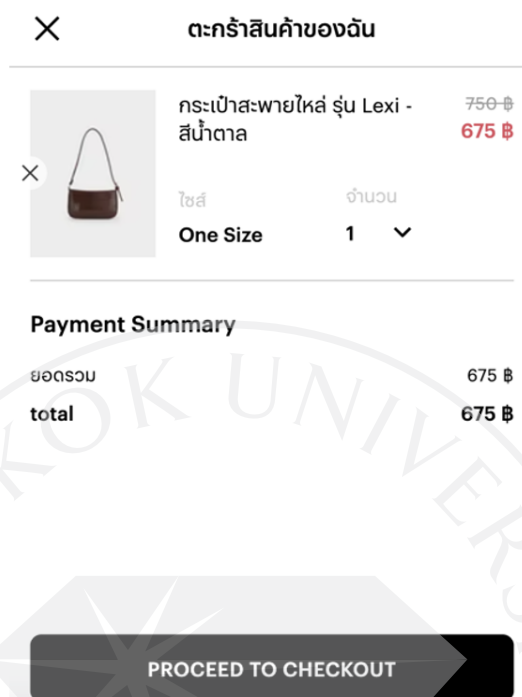 ตะกร้าสินค้าของฉัน
กระเป๋าสะพายไหล่ รุ่น Lexi -
สีน้ำตาล
750 ฿
675 ฿
ไซส์
จำนวน
One Size
1
Payment Summary
ยอดรวม
675 ฿
total
675 ฿
KOK UNIVERS
PROCEED TO CHECKOUT